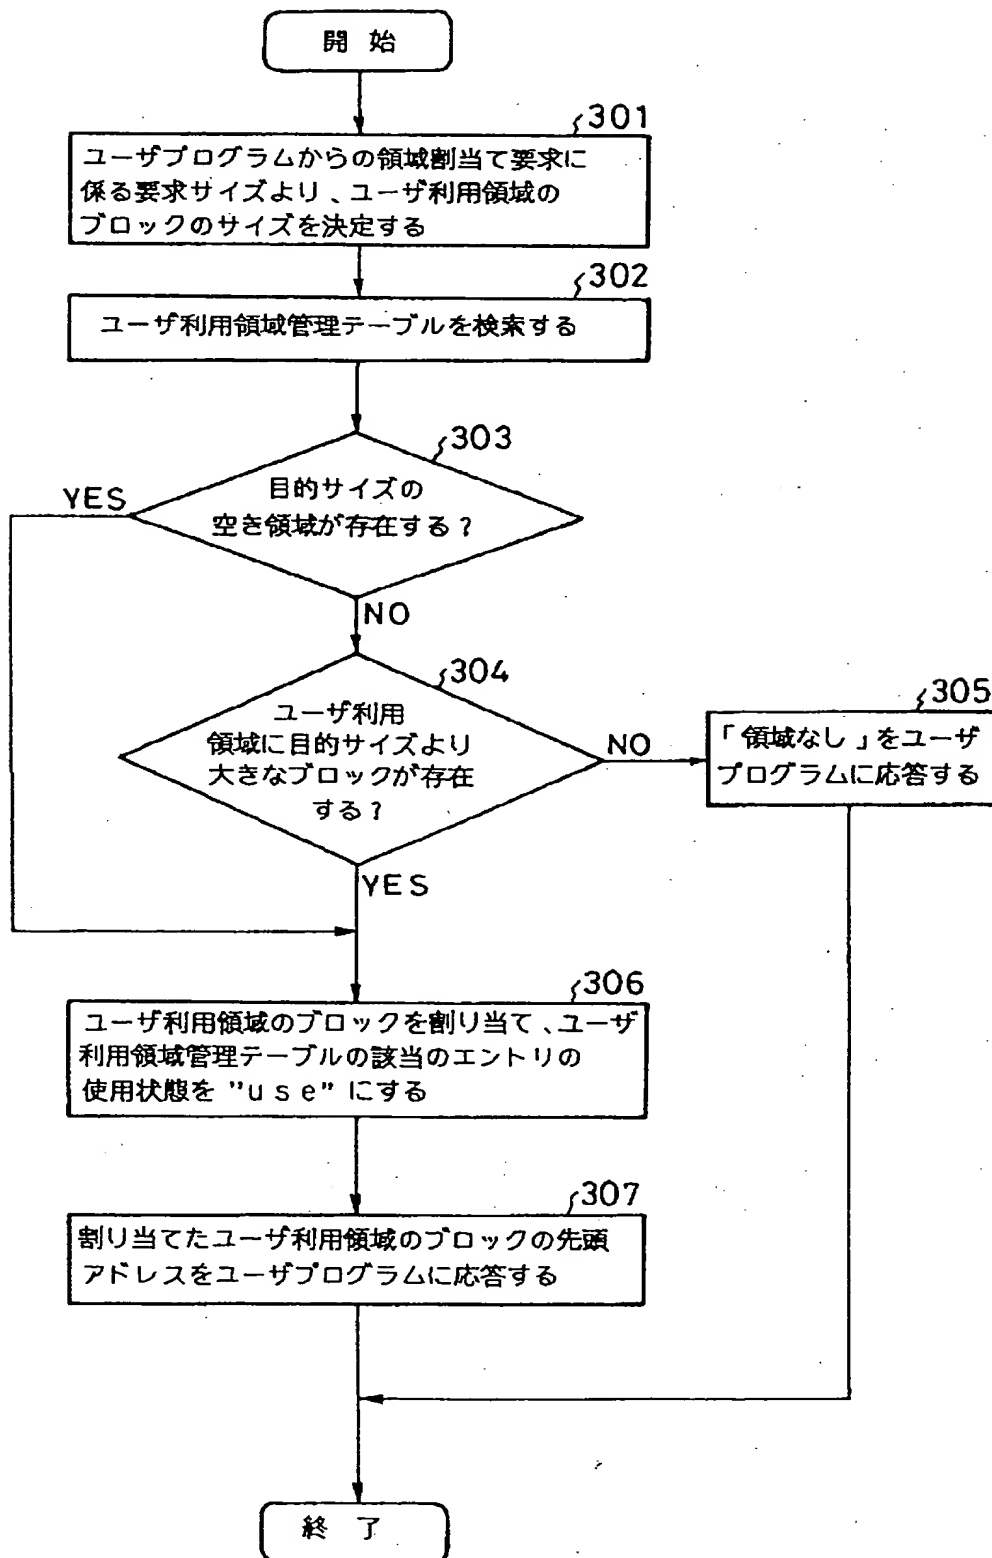 開 始
301
ユーザプログラムからの領域割当て要求に
係る要求サイズより、ユーザ利用領域の
ブロックのサイズを決定する
302
ユーザ利用領域管理テーブルを検索する
303
目的サイズの
空き領域が存在する?
YES
NO
304
ユーザ利用
領域に目的サイズより
大きなブロックが存在
する?
NO
305
「領域なし」をユーザ
プログラムに応答する
YES
306
ユーザ利用領域のブロックを割り当て、ユーザ
利用領域管理テーブルの該当のエントリの
使用状態を "use" にする
307
割り当てたユーザ利用領域のブロックの先頭
アドレスをユーザプログラムに応答する
終 了